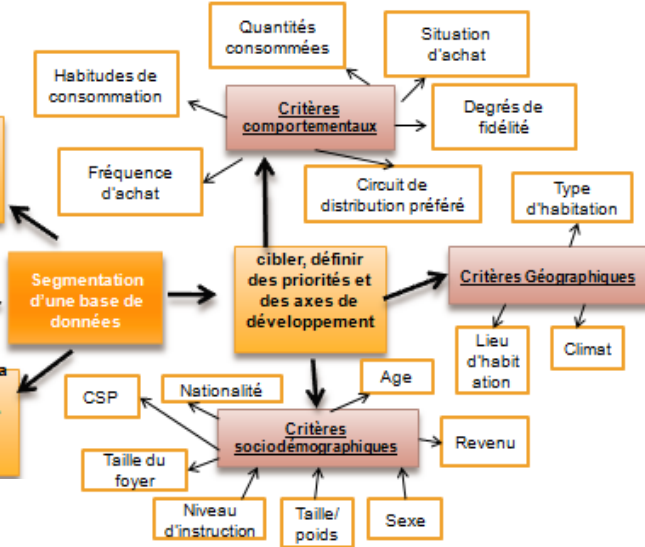 Quantités
consommées
Situation
d'achat
Habitudes de
consommation
Critères
comportementaux
Degrés de
fidélité
Fréquence
d'achat
Circuit de
distribution préféré
Type
d'habitation
Segmentation
d'une base de
données
cibler, définir
des priorités et
des axes de
développement
Critères Géographiques
Lieu
d'habit
ation
Climat
a
CSP
Nationalité
Age
Critères
sociodémographiques
Revenu
Taille du
foyer
Niveau
d'instruction
Taille/
poids
Sexe